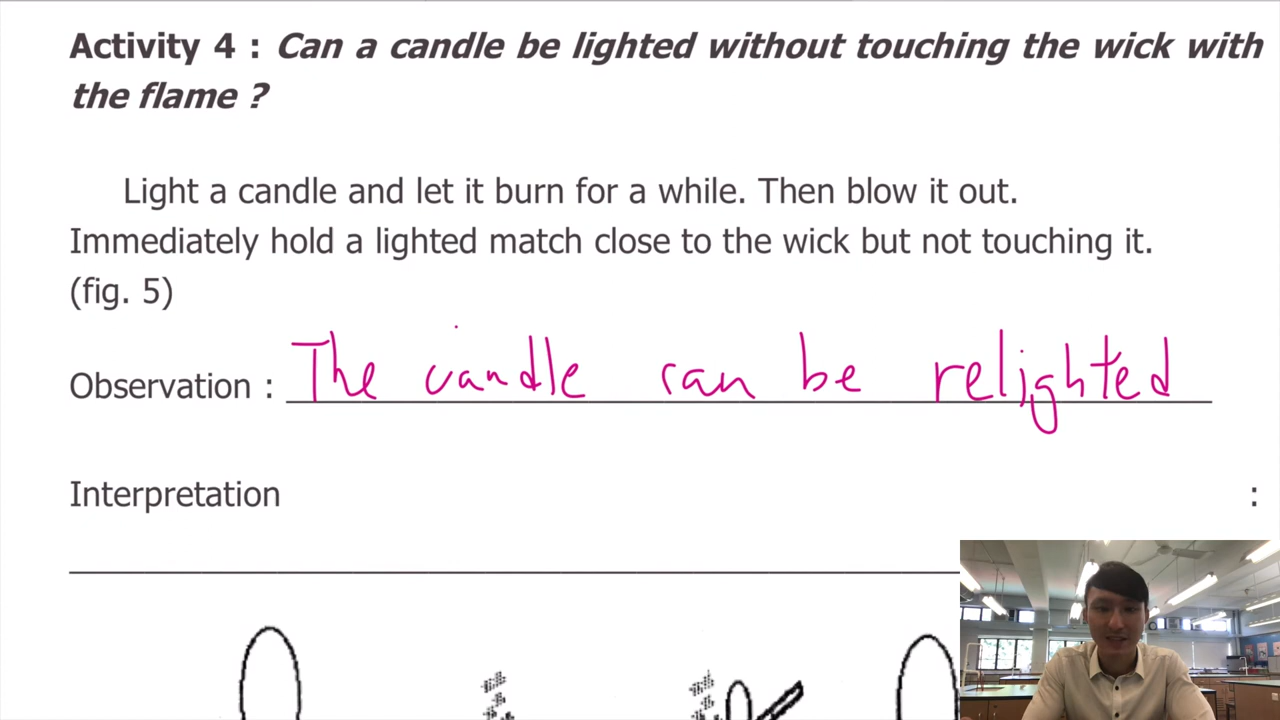 Activity 4 : Can a candle be lighted without touching the wick with
the flame ?
Light a candle and let it burn for a while. Then blow it out.
Immediately hold a lighted match close to the wick but not touching it.
(fig. 5)
Observation : The candle can be relighted
Interpretation :